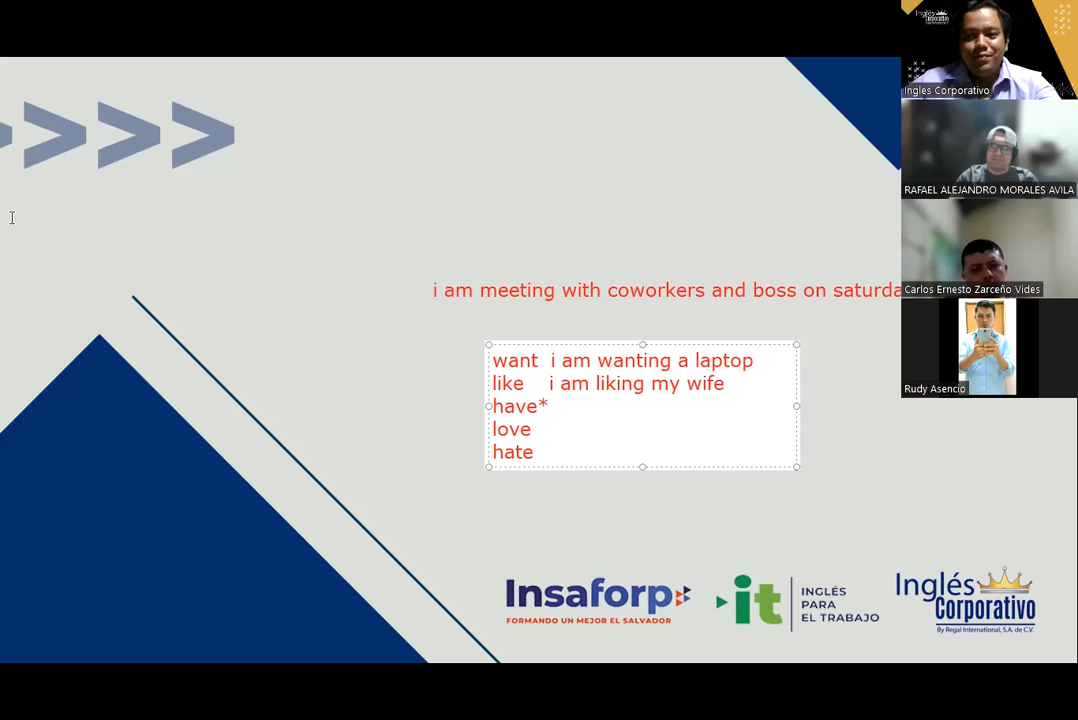 Inglés
Corporativo
Ingles Corporativo
RAFAEL ALEJANDRO MORALES AVILA
Carlos Ernesto Zarceño Vides
Rudy Asencio
>>>>
i am meeting with coworkers and boss on saturda
want i am wanting a laptop
like i am liking my wife
have*
love
hate
Insaforp
FORMANDO UN MEJOR EL SALVADOR
it
INGLÉS
PARA
EL TRABAJO
Inglés
Corporativo
By Regal International, S.A. de C.V.